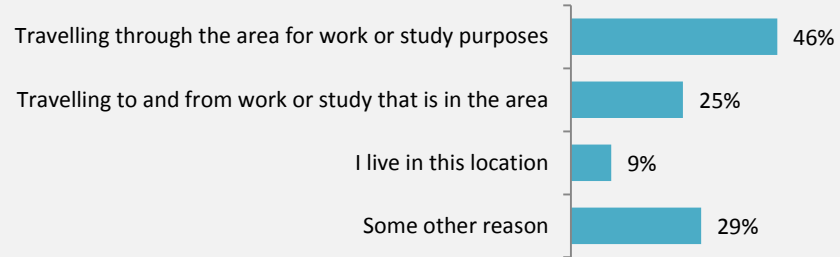 Travelling through the area for work or study purposes 46%
Travelling to and from work or study that is in the area 25%
I live in this location 9%
Some other reason 29%